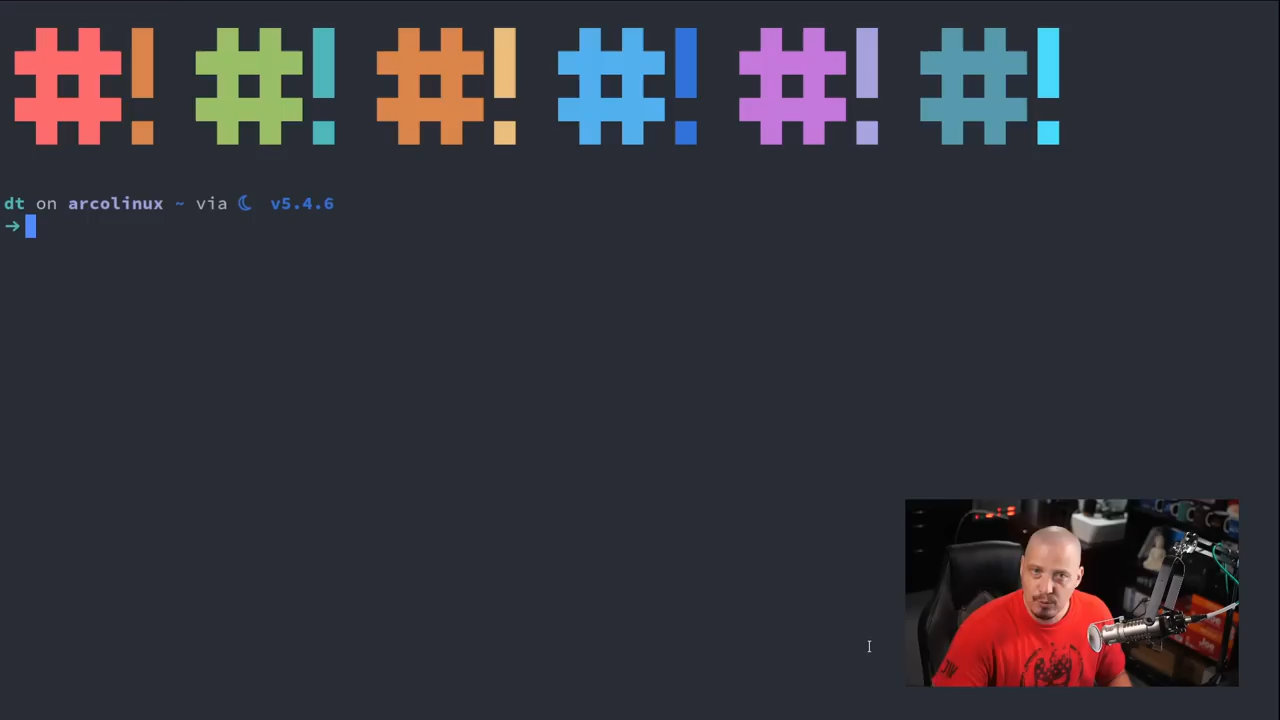 #! #! #! #! #! #!
dt on arcolinux ~ via ☾ v5.4.6
→